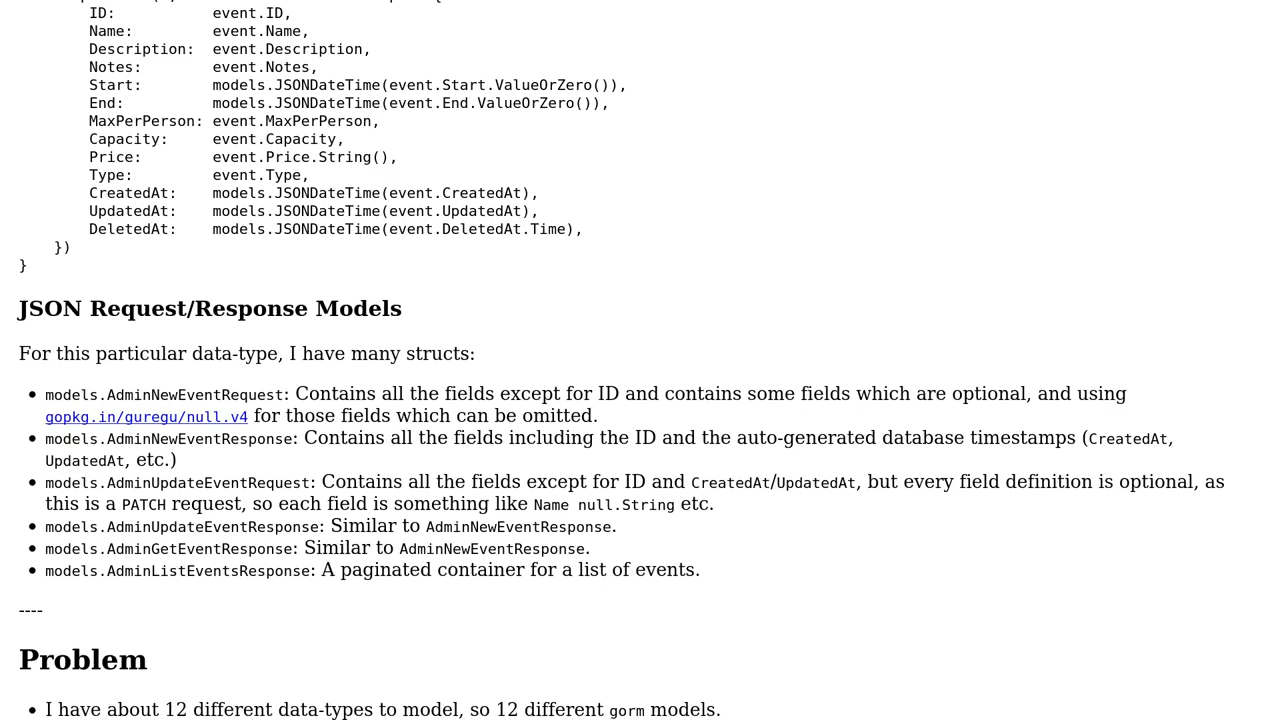 ID:           event.ID,
Name:         event.Name,
Description:  event.Description,
Notes:        event.Notes,
Start:        models.JSONDateTime(event.Start.ValueOrZero()),
End:          models.JSONDateTime(event.End.ValueOrZero()),
MaxPerPerson: event.MaxPerPerson,
Capacity:     event.Capacity,
Price:        event.Price.String(),
Type:         event.Type,
CreatedAt:    models.JSONDateTime(event.CreatedAt),
UpdatedAt:    models.JSONDateTime(event.UpdatedAt),
DeletedAt:    models.JSONDateTime(event.DeletedAt.Time),
})
}
JSON Request/Response Models
For this particular data-type, I have many structs:
• models.AdminNewEventRequest: Contains all the fields except for ID and contains some fields which are optional, and using
gopkg.in/guregu/null.v4 for those fields which can be omitted.
• models.AdminNewEventResponse: Contains all the fields including the ID and the auto-generated database timestamps (CreatedAt,
UpdatedAt, etc.)
• models.AdminUpdateEventRequest: Contains all the fields except for ID and CreatedAt/UpdatedAt, but every field definition is optional, as
this is a PATCH request, so each field is something like Name null.String etc.
• models.AdminUpdateEventResponse: Similar to AdminNewEventResponse.
• models.AdminGetEventResponse: Similar to AdminNewEventResponse.
• models.AdminListEventsResponse: A paginated container for a list of events.
----
Problem
• I have about 12 different data-types to model, so 12 different gorm models.